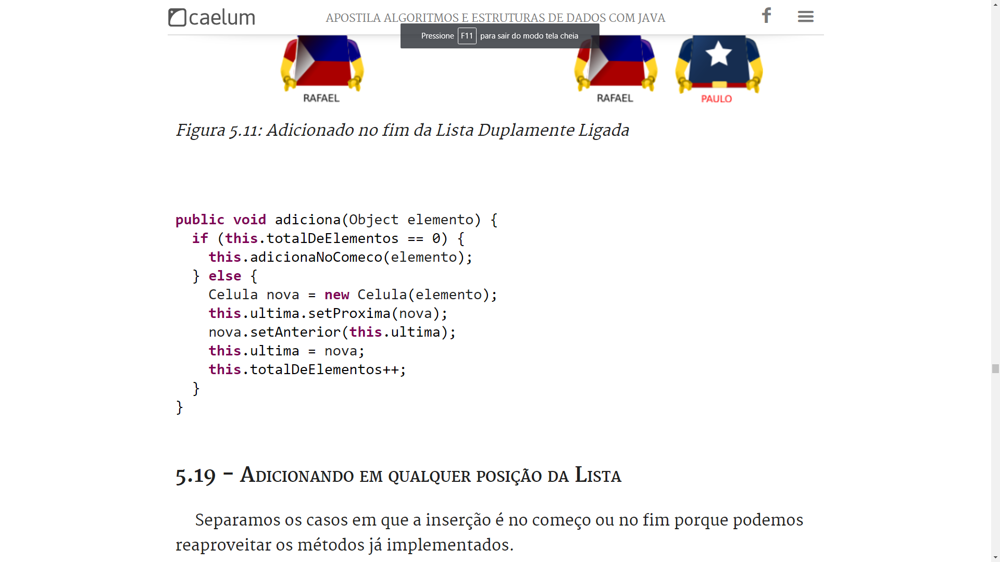 caelum
APOSTILA ALGORITMOS E ESTRUTURAS DE DADOS COM JAVA
Pressione F11 para sair do modo tela cheia
RAFAEL
RAFAEL
PAULO
Figura 5.11: Adicionado no fim da Lista Duplamente Ligada
public void adiciona(Object elemento) {
  if (this.totalDeElementos == 0) {
    this.adicionaNoComeco(elemento);
  } else {
    Celula nova = new Celula(elemento);
    this.ultima.setProxima(nova);
    nova.setAnterior(this.ultima);
    this.ultima = nova;
    this.totalDeElementos++;
  }
}
5.19 - Adicionando em qualquer posição da Lista
Separamos os casos em que a inserção é no começo ou no fim porque podemos
reaproveitar os métodos já implementados.